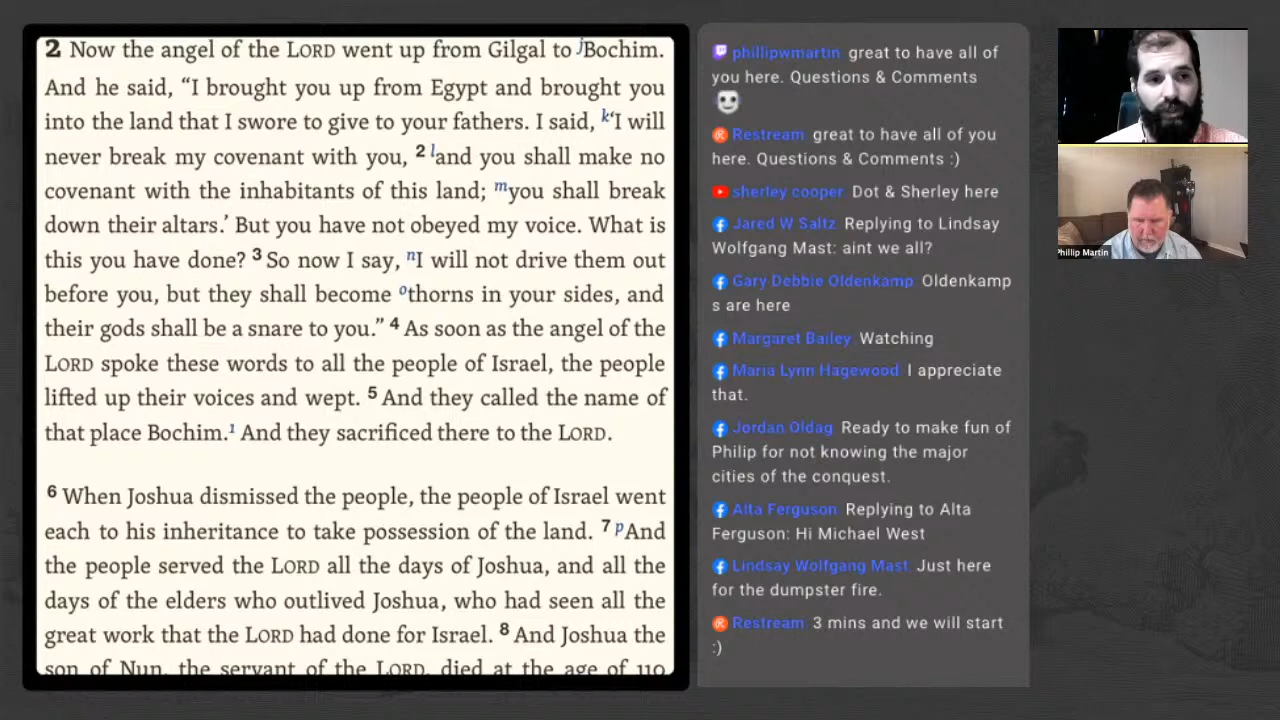 2 Now the angel of the LORD went up from Gilgal to jBochim.
And he said, “I brought you up from Egypt and brought you
into the land that I swore to give to your fathers. I said, k‘I will
never break my covenant with you, 2 land you shall make no
covenant with the inhabitants of this land; myou shall break
down their altars.’ But you have not obeyed my voice. What is
this you have done? 3 So now I say, nI will not drive them out
before you, but they shall become othorns in your sides, and
their gods shall be a snare to you.” 4 As soon as the angel of the
LORD spoke these words to all the people of Israel, the people
lifted up their voices and wept. 5 And they called the name of
that place Bochim.1 And they sacrificed there to the LORD.
6 When Joshua dismissed the people, the people of Israel went
each to his inheritance to take possession of the land. 7 pAnd
the people served the LORD all the days of Joshua, and all the
days of the elders who outlived Joshua, who had seen all the
great work that the LORD had done for Israel. 8 And Joshua the
son of Nun, the servant of the LORD, died at the age of 110
phillipwmartin great to have all of
you here. Questions & Comments
Restream great to have all of you
here. Questions & Comments :)
sherley cooper Dot & Sherley here
Jared W Saltz Replying to Lindsay
Wolfgang Mast: aint we all?
Gary Debbie Oldenkamp Oldenkamp
s are here
Margaret Bailey Watching
Maria Lynn Hagewood I appreciate
that.
Jordan Oldag Ready to make fun of
Philip for not knowing the major
cities of the conquest.
Alta Ferguson Replying to Alta
Ferguson: Hi Michael West
Lindsay Wolfgang Mast Just here
for the dumpster fire.
Restream 3 mins and we will start
:)
Phillip Martin